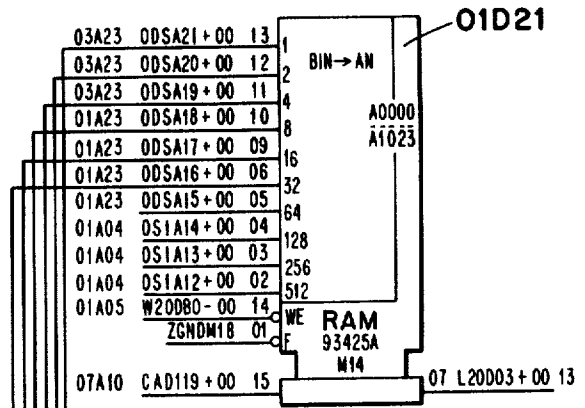 01D21
03A23 0DSA21+00 13 1
BIN→AN
03A23 0DSA20+00 12 2
03A23 0DSA19+00 11 4
A0000
01A23 0DSA18+00 10 8
A1023
01A23 0DSA17+00 09 16
01A23 0DSA16+00 06 32
01A23 0DSA15+00 05 64
01A04 0S1A14+00 04 128
01A04 0S1A13+00 03 256
01A04 0S1A12+00 02 512
01A05 W20DB0-00 14 WE
RAM
ZGNDM18 01 E
93425A
M14
07A10 CAD119+00 15
07 L20D03+00 13